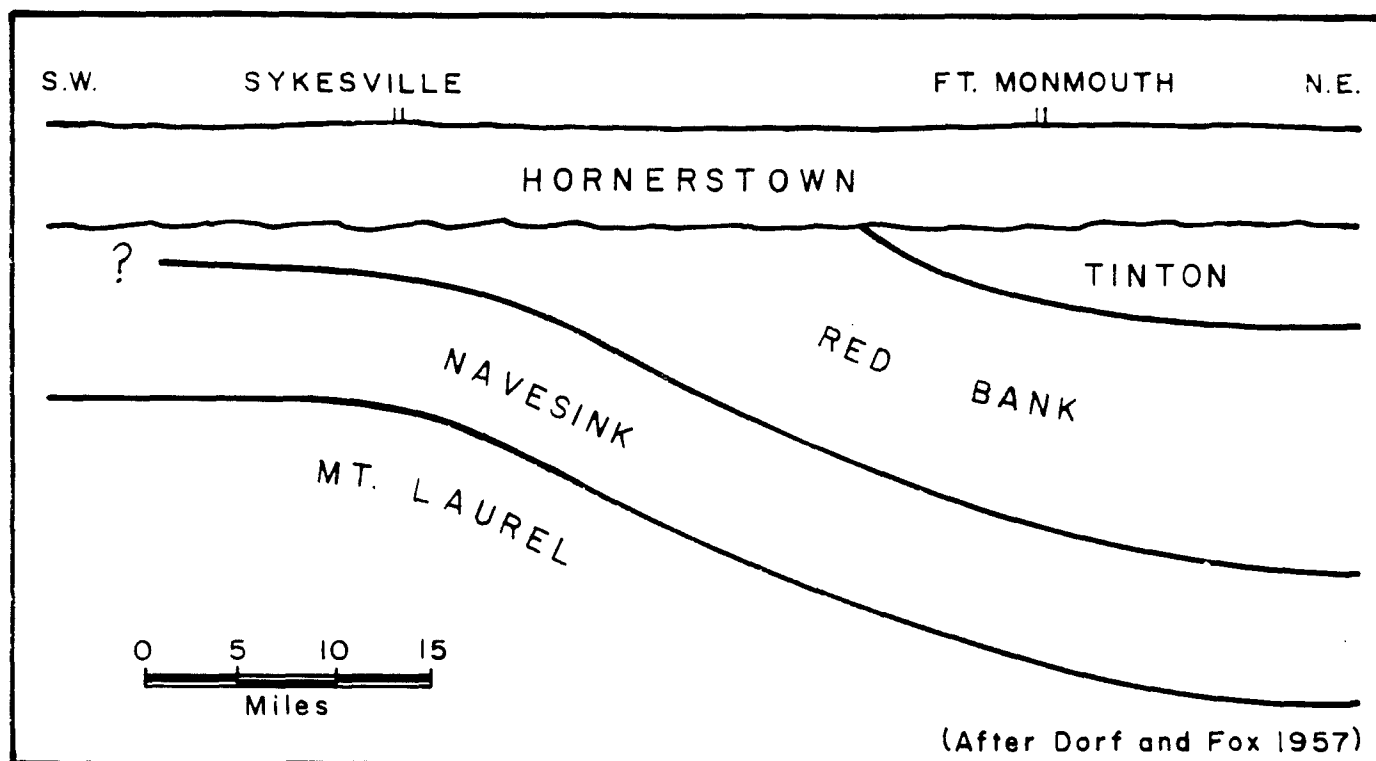 S.W. SYKESVILLE FT. MONMOUTH N.E.
HORNERSTOWN
?
TINTON
RED BANK
NAVESINK
MT. LAUREL
0 5 10 15
Miles
(After Dorf and Fox 1957)